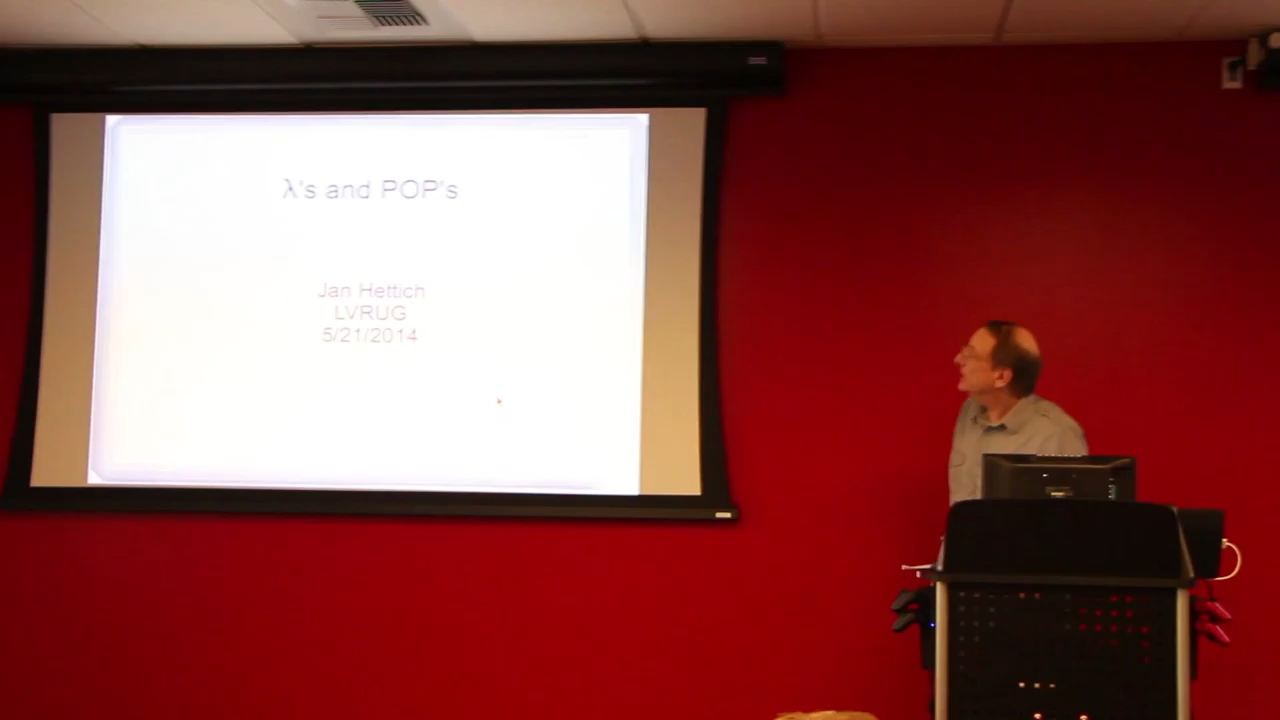 λ's and POP's
Jan Hettich
LVRUG
5/21/2014